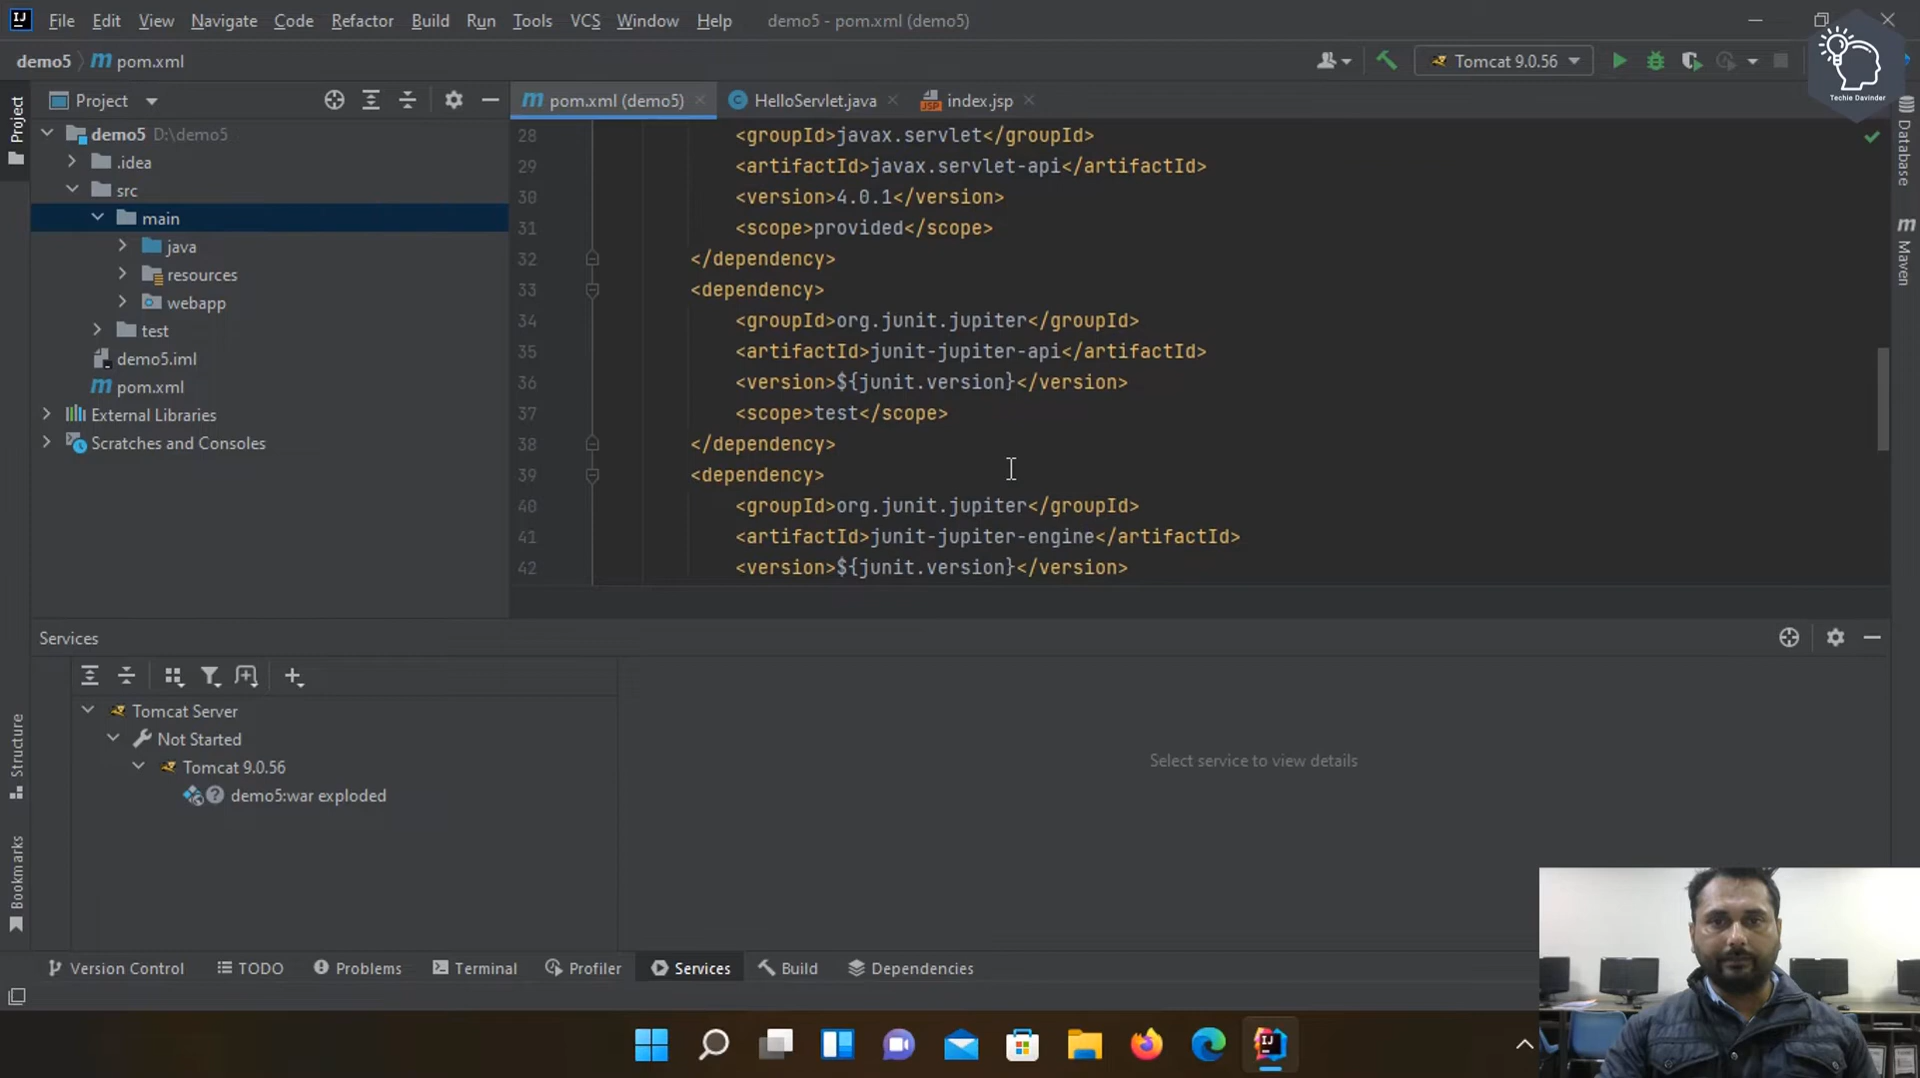 File Edit View Navigate Code Refactor Build Run Tools VCS Window Help demo5 - pom.xml (demo5)
demo5 pom.xml
Tomcat 9.0.56
Techie Davinder
Project
Project
pom.xml (demo5)
HelloServlet.java
index.jsp
demo5 D:\demo5
.idea
src
main
java
resources
webapp
test
demo5.iml
pom.xml
External Libraries
Scratches and Consoles
28 <groupId>javax.servlet</groupId>
29 <artifactId>javax.servlet-api</artifactId>
30 <version>4.0.1</version>
31 <scope>provided</scope>
32 </dependency>
33 <dependency>
34 <groupId>org.junit.jupiter</groupId>
35 <artifactId>junit-jupiter-api</artifactId>
36 <version>${junit.version}</version>
37 <scope>test</scope>
38 </dependency>
39 <dependency>
40 <groupId>org.junit.jupiter</groupId>
41 <artifactId>junit-jupiter-engine</artifactId>
42 <version>${junit.version}</version>
Database
Maven
Services
Tomcat Server
Not Started
Tomcat 9.0.56
demo5:war exploded
Select service to view details
Structure
Bookmarks
Version Control TODO Problems Terminal Profiler Services Build Dependencies